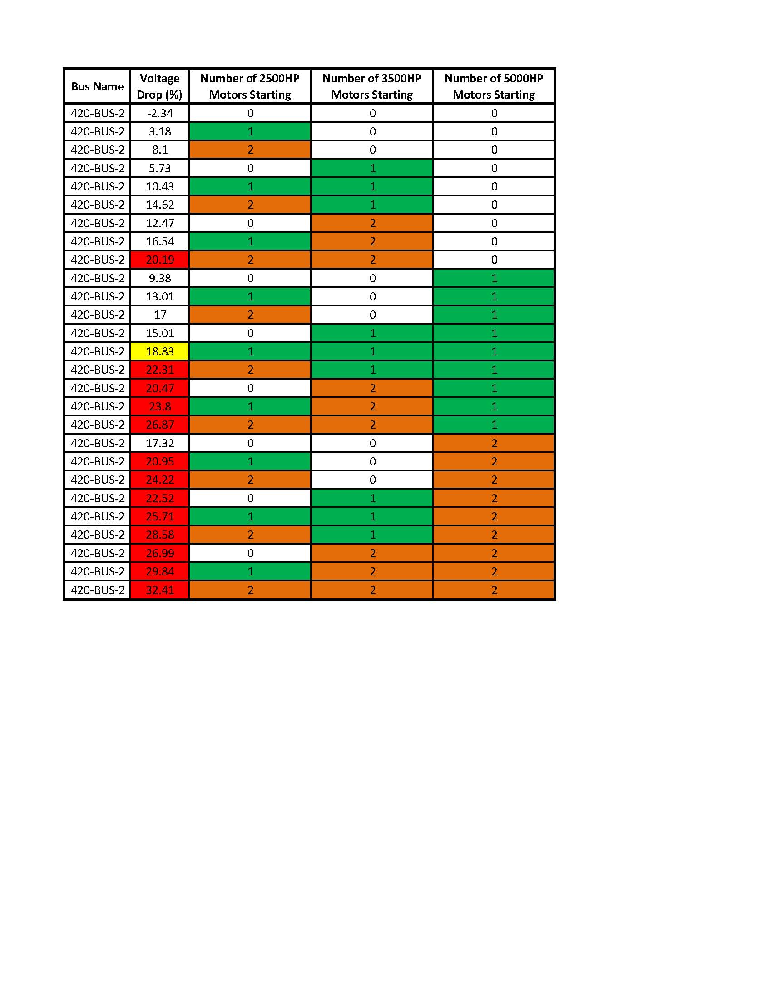 Bus Name Voltage Drop (%) Number of 2500HP Motors Starting Number of 3500HP Motors Starting Number of 5000HP Motors Starting
420-BUS-2 -2.34 0 0 0
420-BUS-2 3.18 1 0 0
420-BUS-2 8.1 2 0 0
420-BUS-2 5.73 0 1 0
420-BUS-2 10.43 1 1 0
420-BUS-2 14.62 2 1 0
420-BUS-2 12.47 0 2 0
420-BUS-2 16.54 1 2 0
420-BUS-2 20.19 2 2 0
420-BUS-2 9.38 0 0 1
420-BUS-2 13.01 1 0 1
420-BUS-2 17 2 0 1
420-BUS-2 15.01 0 1 1
420-BUS-2 18.83 1 1 1
420-BUS-2 22.31 2 1 1
420-BUS-2 20.47 0 2 1
420-BUS-2 23.8 1 2 1
420-BUS-2 26.87 2 2 1
420-BUS-2 17.32 0 0 2
420-BUS-2 20.95 1 0 2
420-BUS-2 24.22 2 0 2
420-BUS-2 22.52 0 1 2
420-BUS-2 25.71 1 1 2
420-BUS-2 28.58 2 1 2
420-BUS-2 26.99 0 2 2
420-BUS-2 29.84 1 2 2
420-BUS-2 32.41 2 2 2